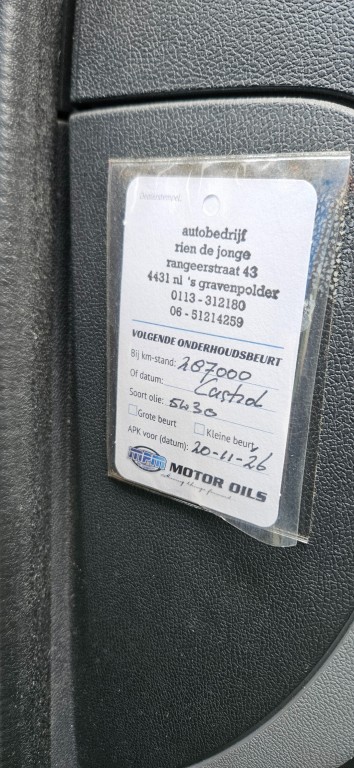 autobedrijf
rien de jonge
rangeerstraat 43
4431 nl 's gravenpolder
0113 - 312180
06 - 51214259
VOLGENDE ONDERHOUDSBEURT
Bij km-stand: 287000
Of datum: Castrol
Soort olie: 5W30
Grote beurt Kleine beurt
APK voor (datum): 20-11-26
MOTOR OILS